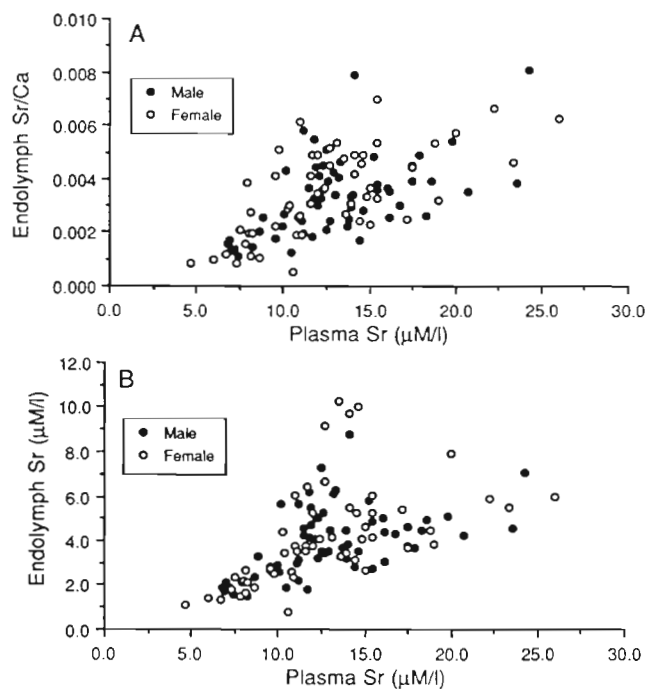 A
Endolymph Sr/Ca
0.010
0.008
0.006
0.004
0.002
0.000
Male
Female
0.0 5.0 10.0 15.0 20.0 25.0 30.0
Plasma Sr (μM/l)
B
Endolymph Sr (μM/l)
12.0
10.0
8.0
6.0
4.0
2.0
0.0
Male
Female
0.0 5.0 10.0 15.0 20.0 25.0 30.0
Plasma Sr (μM/l)